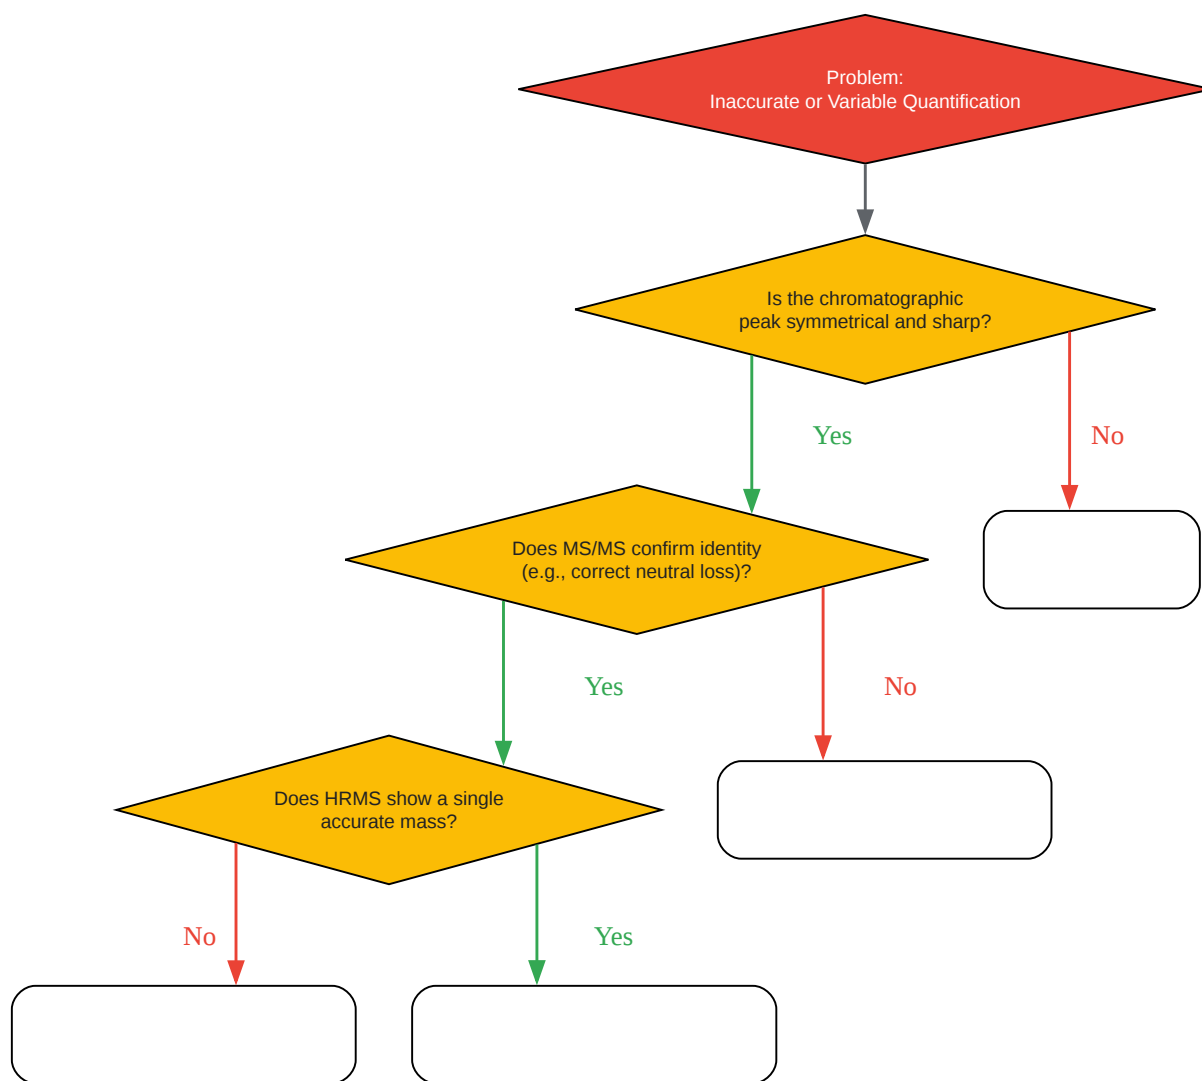 Problem:
Inaccurate or Variable Quantification
Is the chromatographic
peak symmetrical and sharp?
Yes
No
Does MS/MS confirm identity
(e.g., correct neutral loss)?
Yes
No
Does HRMS show a single
accurate mass?
No
Yes